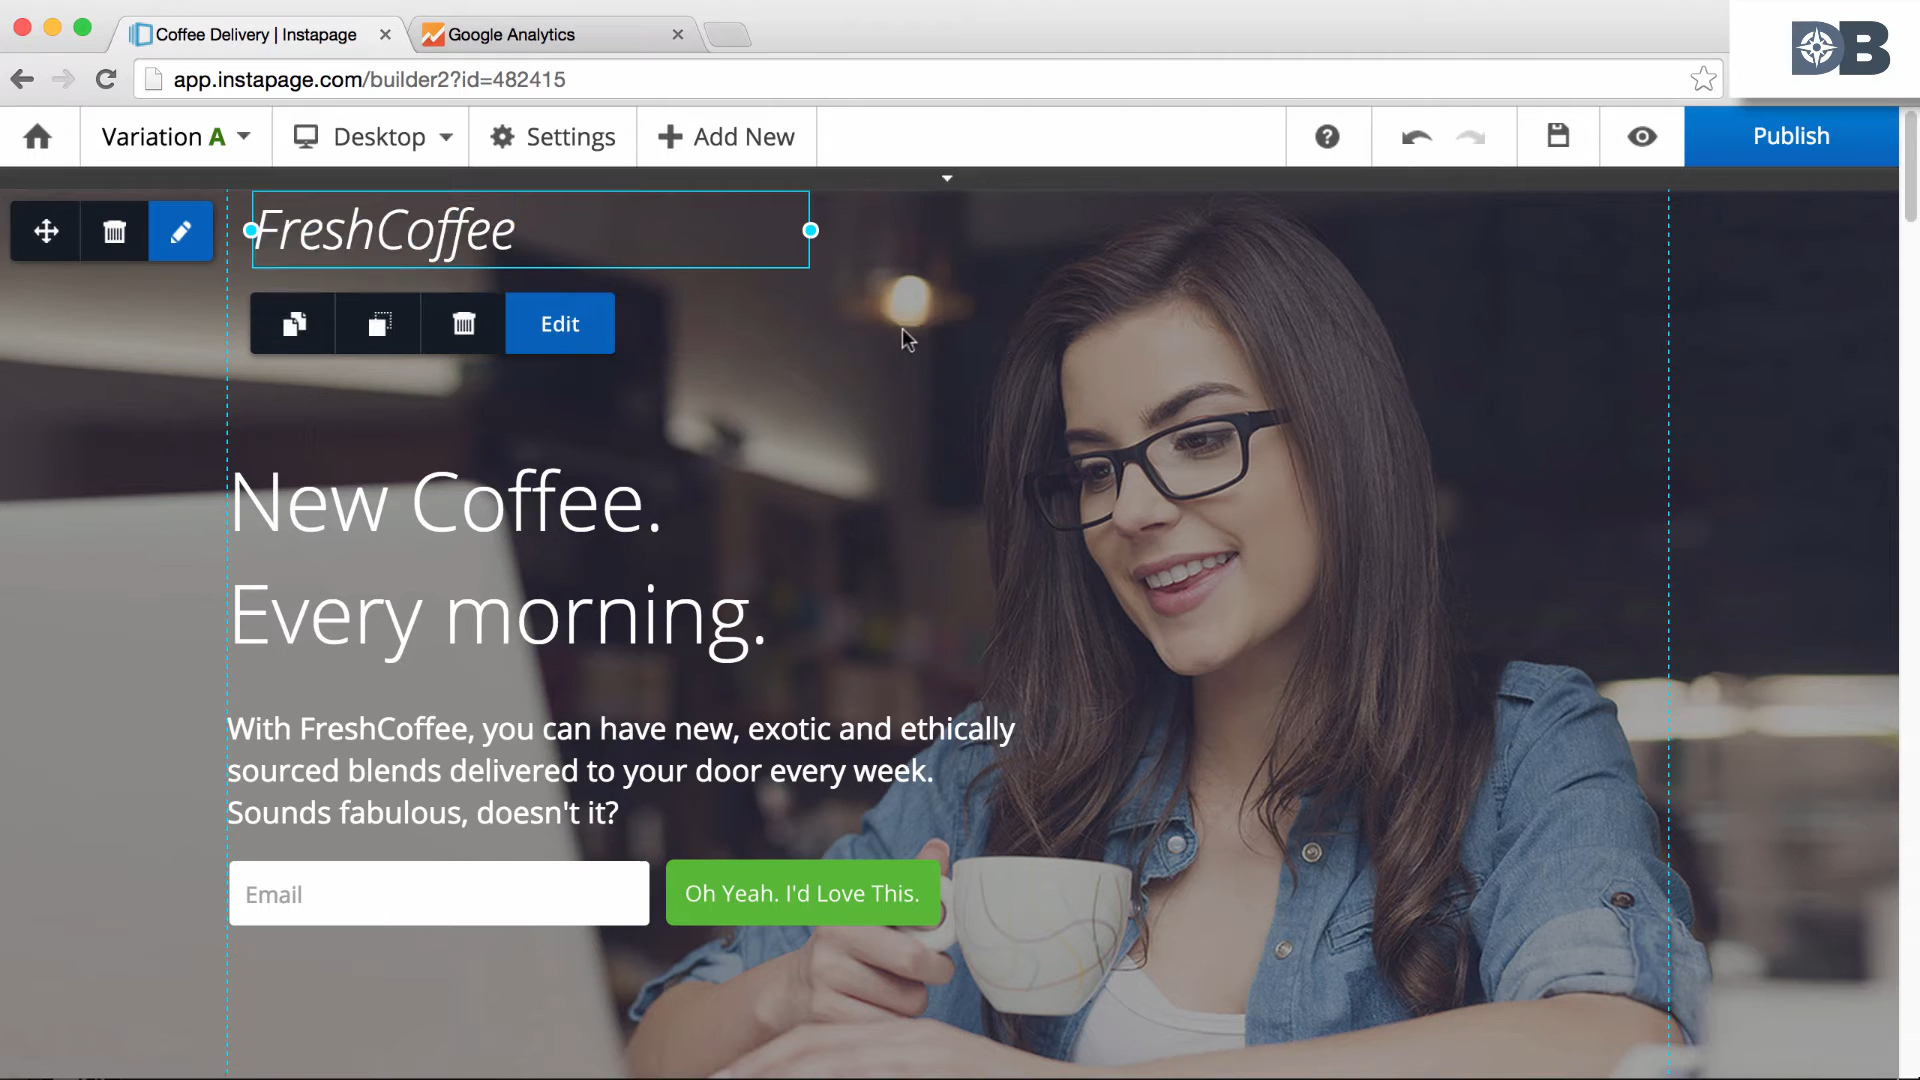 Coffee Delivery | Instapage
Google Analytics
DB
app.instapage.com/builder2?id=482415
Variation A
Desktop
Settings
Add New
Publish
FreshCoffee
Edit
New Coffee.
Every morning.
With FreshCoffee, you can have new, exotic and ethically
sourced blends delivered to your door every week.
Sounds fabulous, doesn't it?
Email
Oh Yeah. I'd Love This.